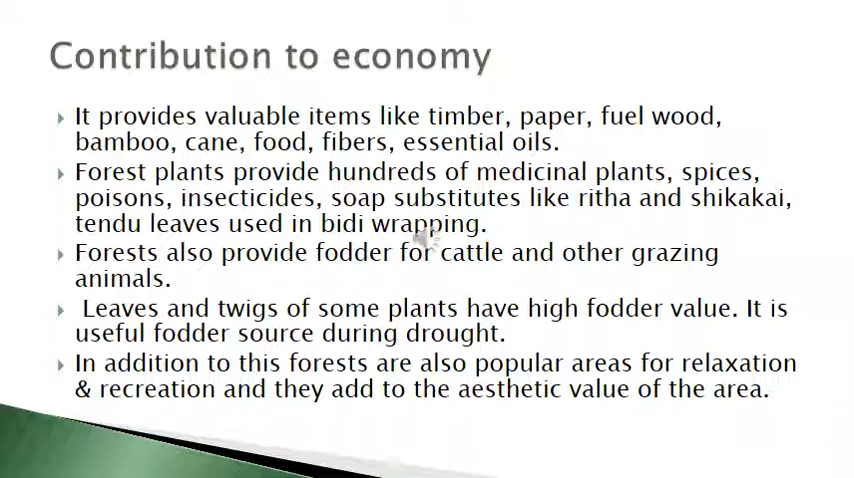 Contribution to economy
It provides valuable items like timber, paper, fuel wood,
bamboo, cane, food, fibers, essential oils.
Forest plants provide hundreds of medicinal plants, spices,
poisons, insecticides, soap substitutes like ritha and shikakai,
tendu leaves used in bidi wrapping.
Forests also provide fodder for cattle and other grazing
animals.
Leaves and twigs of some plants have high fodder value. It is
useful fodder source during drought.
In addition to this forests are also popular areas for relaxation
& recreation and they add to the aesthetic value of the area.